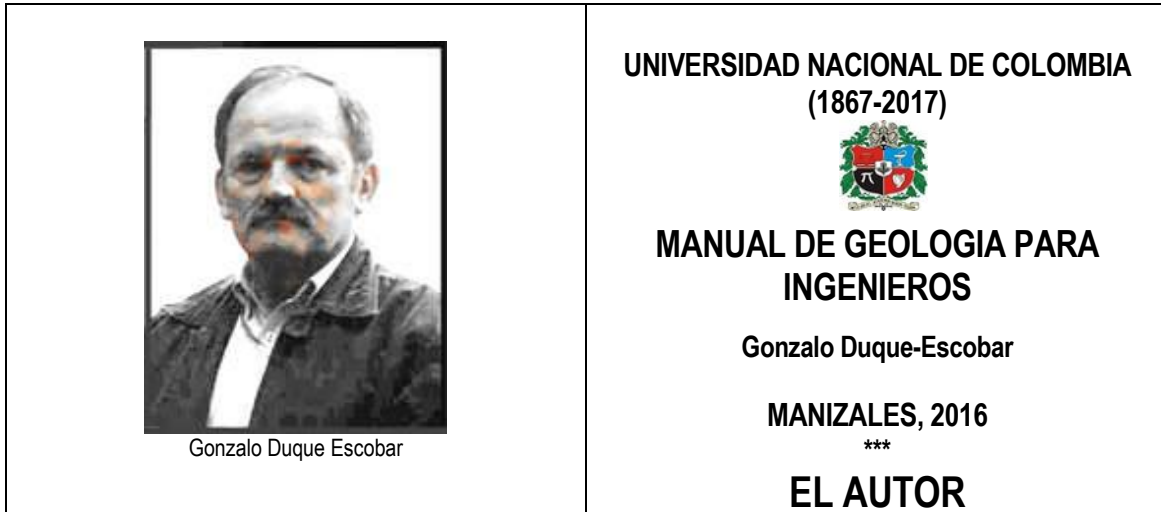 Gonzalo Duque Escobar
UNIVERSIDAD NACIONAL DE COLOMBIA
(1867-2017)
MANUAL DE GEOLOGIA PARA
INGENIEROS
Gonzalo Duque-Escobar
MANIZALES, 2016
***
EL AUTOR